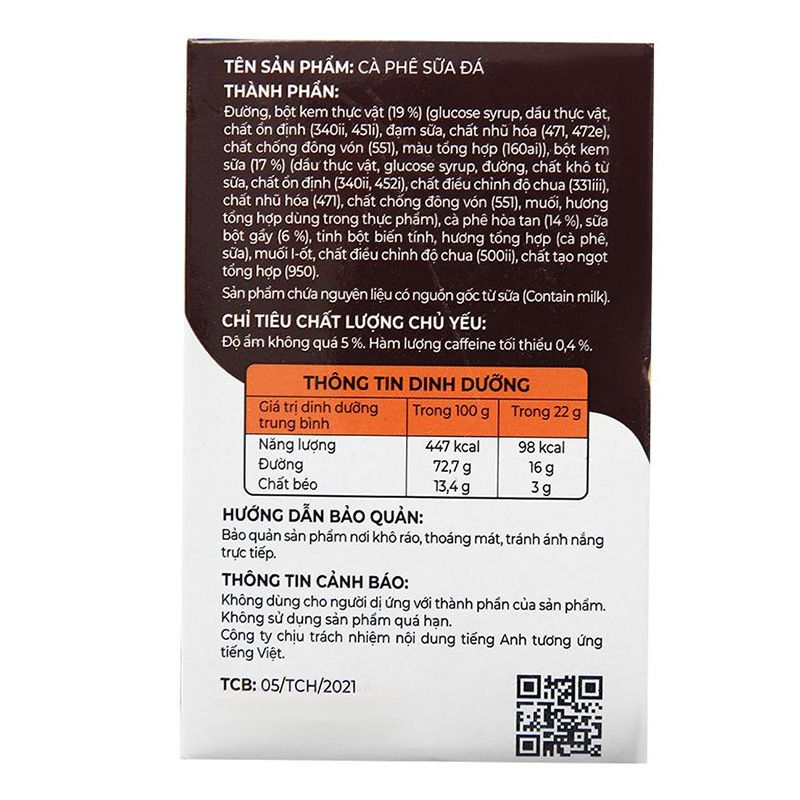 TÊN SẢN PHẨM: CÀ PHÊ SỮA ĐÁ
THÀNH PHẦN:
Đường, bột kem thực vật (19 %) (glucose syrup, dầu thực vật,
chất ổn định (340ii, 451i), đạm sữa, chất nhũ hóa (471, 472e),
chất chống đông vón (551), màu tổng hợp (160ai)), bột kem
sữa (17 %) (dầu thực vật, glucose syrup, đường, chất khô từ
sữa, chất ổn định (340ii, 452i), chất điều chỉnh độ chua (331iii),
chất nhũ hóa (471), chất chống đông vón (551), muối, hương
tổng hợp dùng trong thực phẩm), cà phê hòa tan (14 %), sữa
bột gầy (6 %), tinh bột biến tính, hương tổng hợp (cà phê,
sữa), muối I-ốt, chất điều chỉnh độ chua (500ii), chất tạo ngọt
tổng hợp (950).
Sản phẩm chứa nguyên liệu có nguồn gốc từ sữa (Contain milk).
CHỈ TIÊU CHẤT LƯỢNG CHỦ YẾU:
Độ ẩm không quá 5 %. Hàm lượng caffeine tối thiểu 0,4 %.
THÔNG TIN DINH DƯỠNG
Giá trị dinh dưỡng trung bình Trong 100 g Trong 22 g
Năng lượng 447 kcal 98 kcal
Đường 72,7 g 16 g
Chất béo 13,4 g 3 g
HƯỚNG DẪN BẢO QUẢN:
Bảo quản sản phẩm nơi khô ráo, thoáng mát, tránh ánh nắng
trực tiếp.
THÔNG TIN CẢNH BÁO:
Không dùng cho người dị ứng với thành phần của sản phẩm.
Không sử dụng sản phẩm quá hạn.
Công ty chịu trách nhiệm nội dung tiếng Anh tương ứng
tiếng Việt.
TCB: 05/TCH/2021